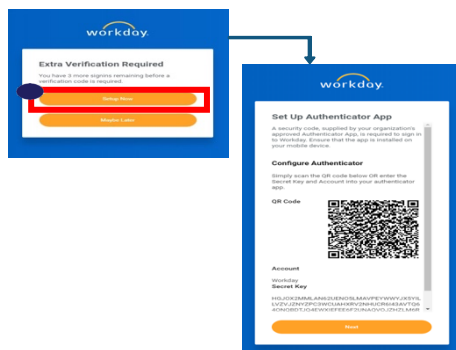 workday.
Extra Verification Required
You have 3 more signins remaining before a
verification code is required.
Setup Now
Maybe Later
workday.
Set Up Authenticator App
A security code, supplied by your organization's
approved Authenticator App, is required to sign in
to Workday. Ensure that the app is installed on
your mobile device.
Configure Authenticator
Simply scan the QR code below OR enter the
Secret Key and Account into your authenticator
app.
QR Code
Account
Workday
Secret Key
Next